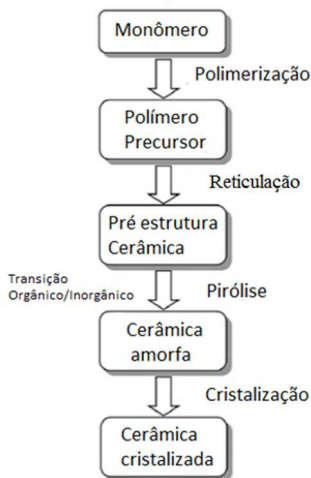 Monômero
Polimerização
Polímero
Precursor
Reticulação
Pré estrutura
Cerâmica
Transição
Orgânico/Inorgânico
Pirólise
Cerâmica
amorfa
Cristalização
Cerâmica
cristalizada